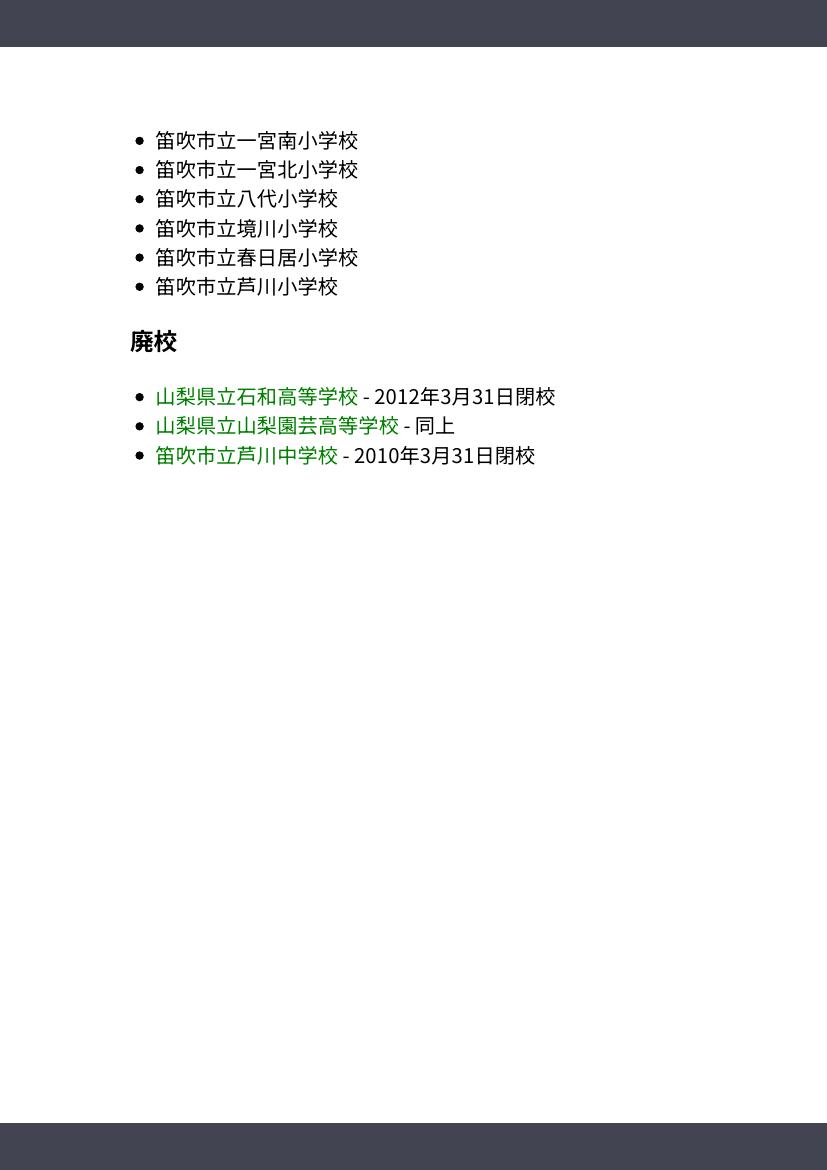 笛吹市立一宮南小学校
笛吹市立一宮北小学校
笛吹市立八代小学校
笛吹市立境川小学校
笛吹市立春日居小学校
笛吹市立芦川小学校
廃校
山梨県立石和高等学校 - 2012年3月31日閉校
山梨県立山梨園芸高等学校 - 同上
笛吹市立芦川中学校 - 2010年3月31日閉校